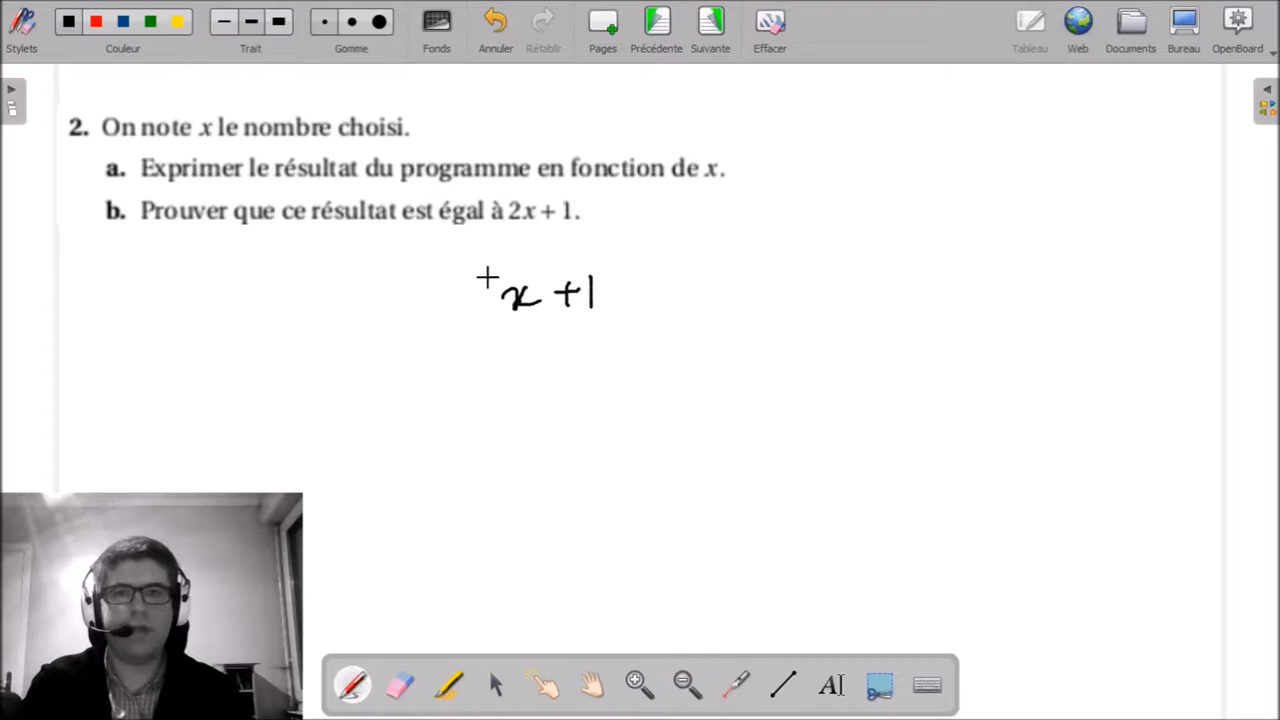 Stylets
Couleur
Trait
Gomme
Fonds
Annuler
Rétablir
Pages
Précédente
Suivante
Effacer
Tableau
Web
Documents
Bureau
OpenBoard
2. On note x le nombre choisi.
a. Exprimer le résultat du programme en fonction de x.
b. Prouver que ce résultat est égal à 2x + 1.
x + 1
AI